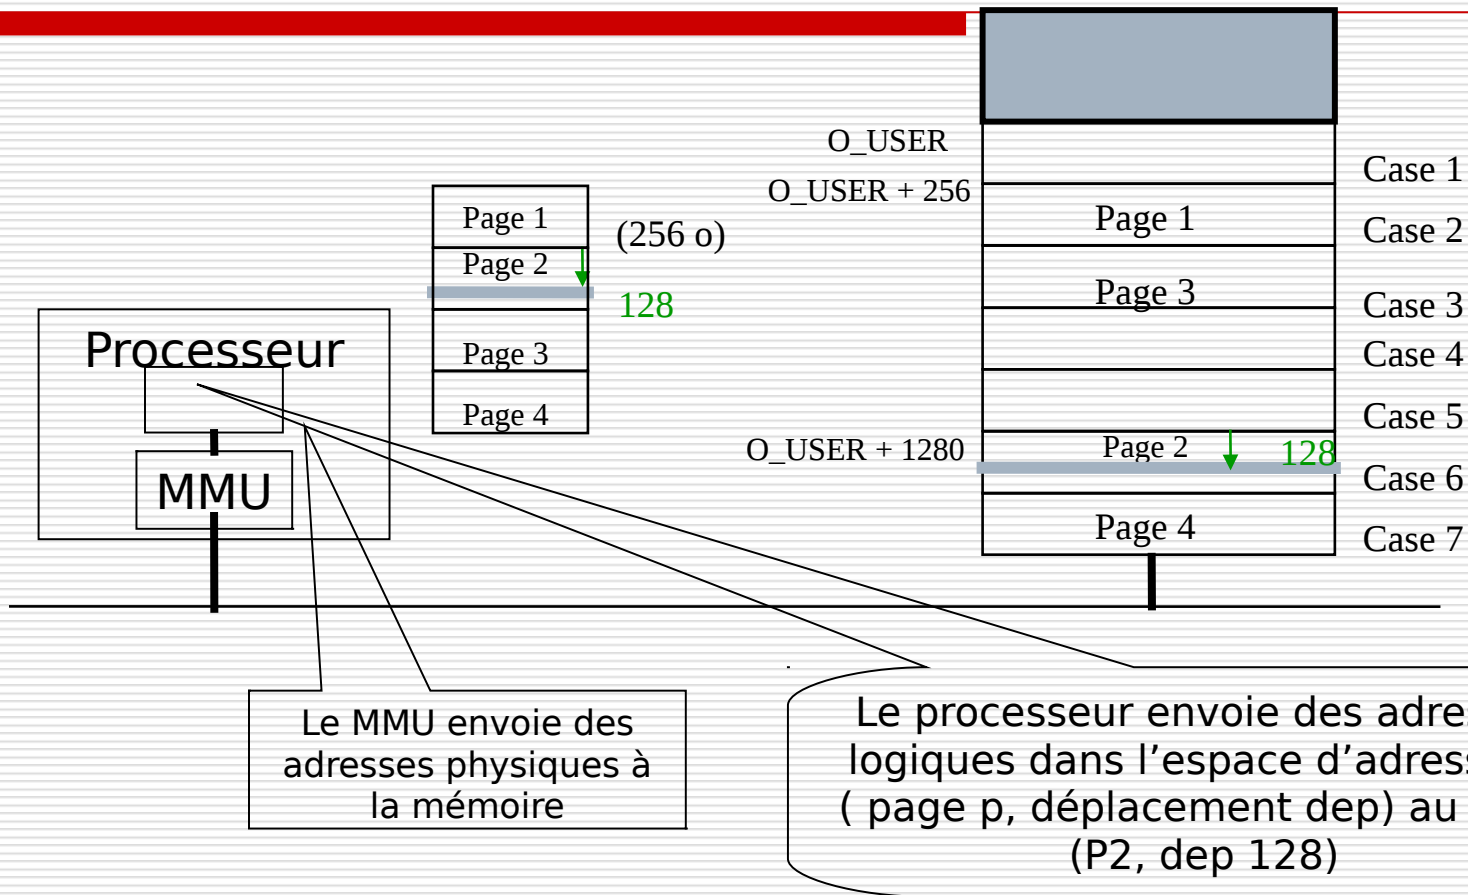 O_USER
O_USER + 256
Case 1
Page 1
(256 o)
Page 1
Case 2
Page 2
128
Page 3
Case 3
Processeur
Page 3
Case 4
Page 4
Case 5
O_USER + 1280
Page 2
128
MMU
Case 6
Page 4
Case 7
Le MMU envoie des
adresses physiques à
la mémoire
Le processeur envoie des
logiques dans l’espace
( page p, déplacement dep) au
(P2, dep 128)